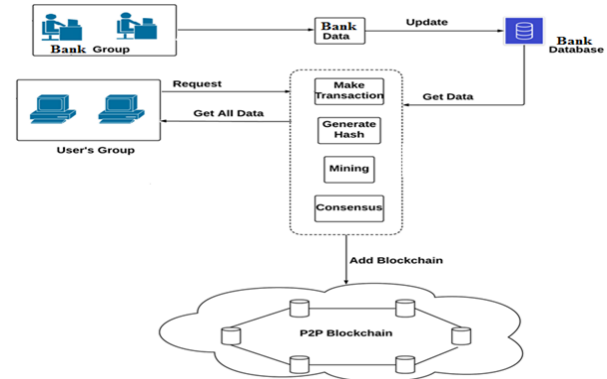 Bank Group
Bank
Data
Update
Bank
Database
Request
Get All Data
User's Group
Make
Transaction
Generate
Hash
Mining
Consensus
Get Data
Add Blockchain
P2P Blockchain